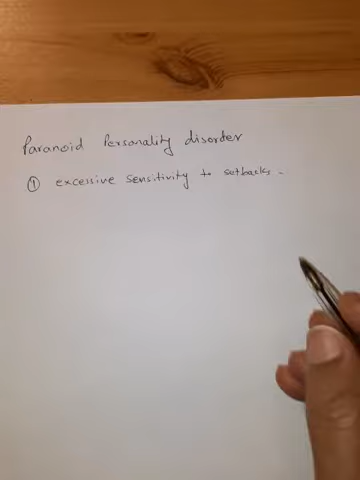 Paranoid Personality disorder
① excessive sensitivity to setbacks.